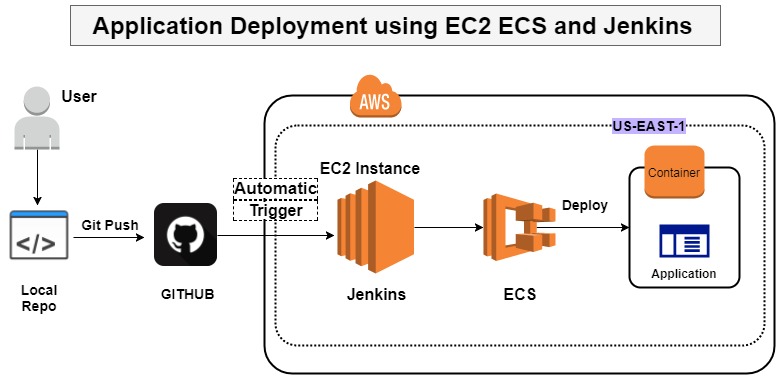 Application Deployment using EC2 ECS and Jenkins
User
AWS
US-EAST-1
EC2 Instance
Container
Automatic
Trigger
Git Push
Deploy
</>
Application
Local
Repo
GITHUB
Jenkins
ECS